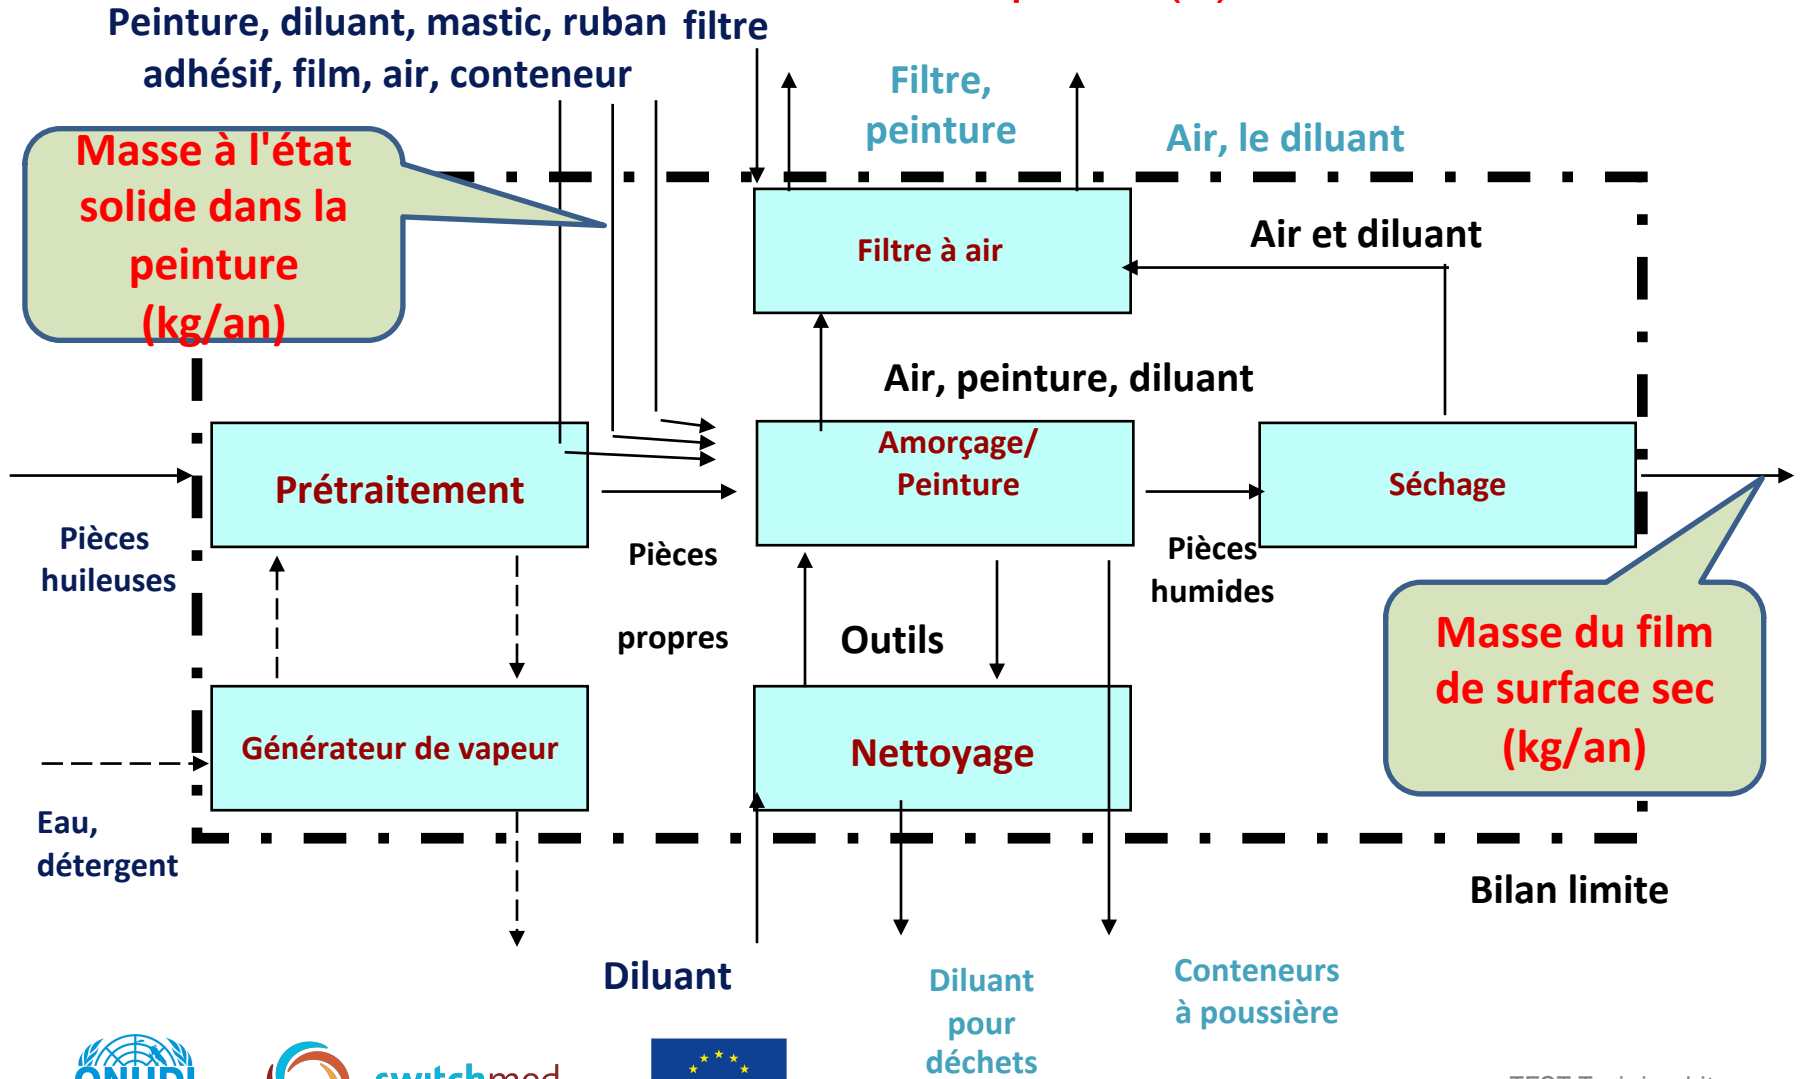 Peinture, diluant, mastic, ruban filtre
adhésif, film, air, conteneur
Filtre,
peinture
Air, le diluant
Masse à l'état
solide dans la
peinture
(kg/an)
Filtre à air
Air et diluant
Air, peinture, diluant
Prétraitement
Amorçage/
Peinture
Séchage
Pièces
huileuses
Pièces
propres
Pièces
humides
Outils
Masse du film
de surface sec
(kg/an)
Générateur de vapeur
Nettoyage
Eau,
détergent
Bilan limite
Diluant
Diluant
pour
déchets
Conteneurs
à poussière
ONUDI
switchmed